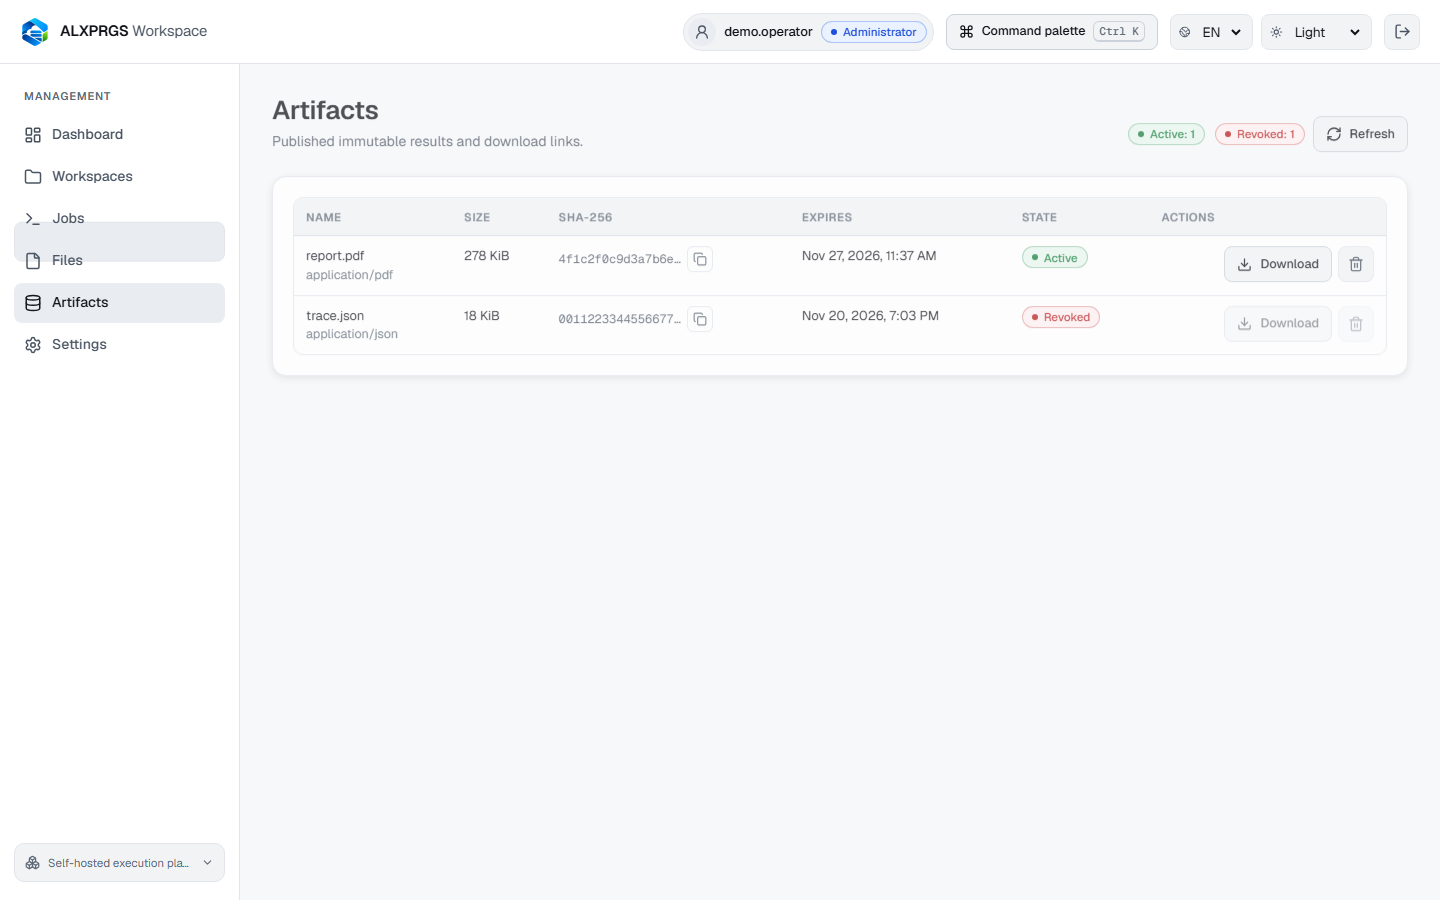 ALXPRGS Workspace
demo.operator
Administrator
Command palette
Ctrl K
EN
Light
MANAGEMENT
Dashboard
Workspaces
Jobs
Files
Artifacts
Settings
Self-hosted execution pla…
Artifacts
Published immutable results and download links.
Active: 1
Revoked: 1
Refresh
NAME SIZE SHA-256 EXPIRES STATE ACTIONS
report.pdf 278 KiB 4f1c2f0c9d3a7b6e… Nov 27, 2026, 11:37 AM Active Download
application/pdf
trace.json 18 KiB 0011223344556677… Nov 20, 2026, 7:03 PM Revoked Download
application/json